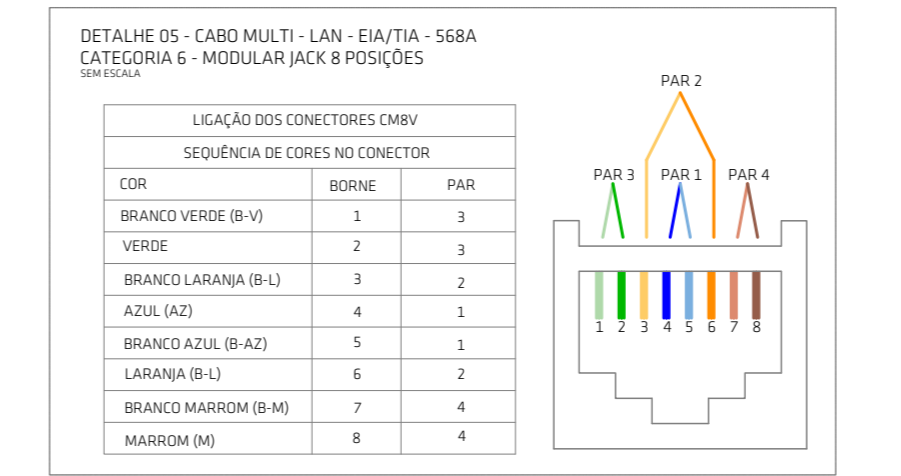 DETALHE 05 - CABO MULTI - LAN - EIA/TIA - 568A
CATEGORIA 6 - MODULAR JACK 8 POSIÇÕES
SEM ESCALA
LIGAÇÃO DOS CONECTORES CM8V
SEQUÊNCIA DE CORES NO CONECTOR
COR BORNE PAR
BRANCO VERDE (B-V) 1 3
VERDE 2 3
BRANCO LARANJA (B-L) 3 2
AZUL (AZ) 4 1
BRANCO AZUL (B-AZ) 5 1
LARANJA (B-L) 6 2
BRANCO MARROM (B-M) 7 4
MARROM (M) 8 4
PAR 2
PAR 3 PAR 1 PAR 4
1 2 3 4 5 6 7 8